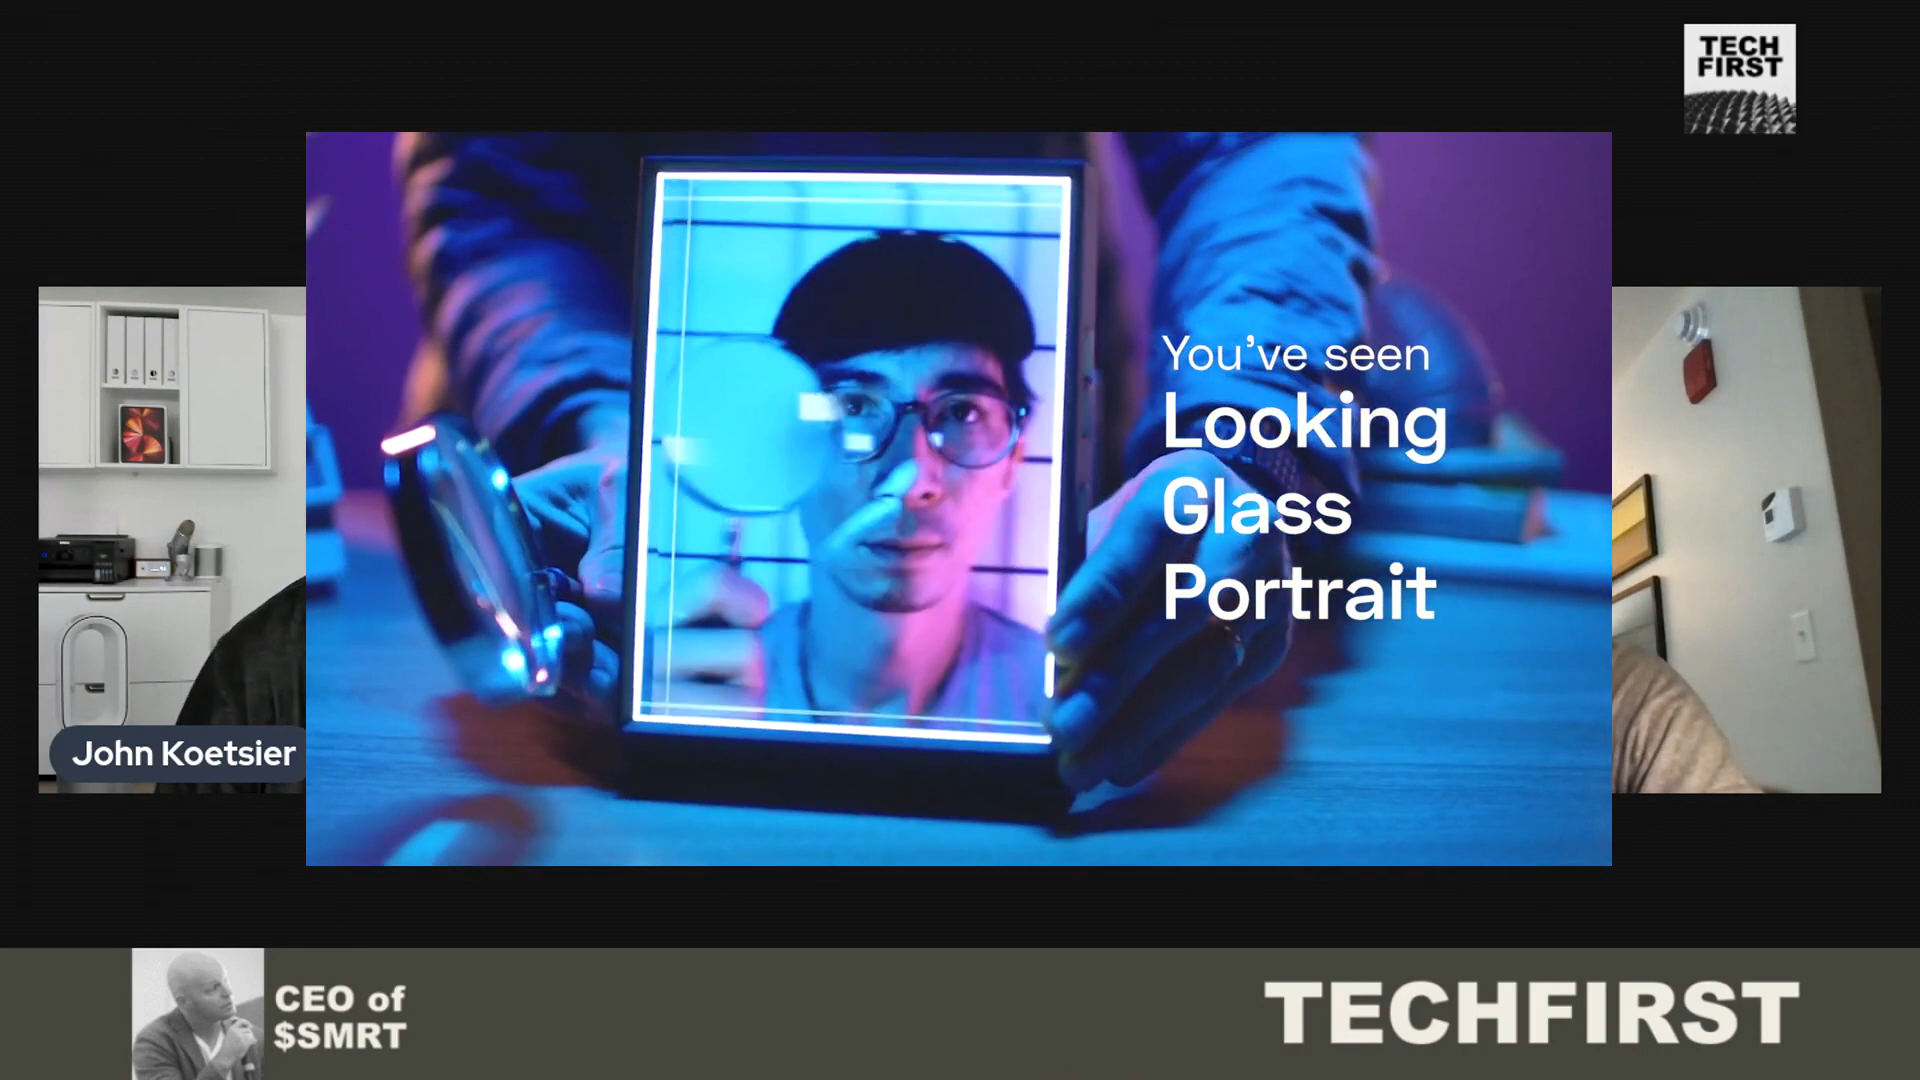 TECH
FIRST
You've seen
Looking
Glass
Portrait
John Koetsier
CEO of
$SMRT
TECHFIRST